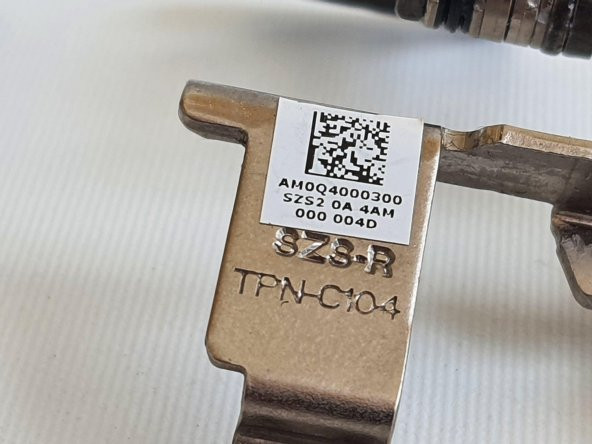 AM0Q4000300
SZS2 0A 4AM
000 004D
SZS-R
TPN-C104